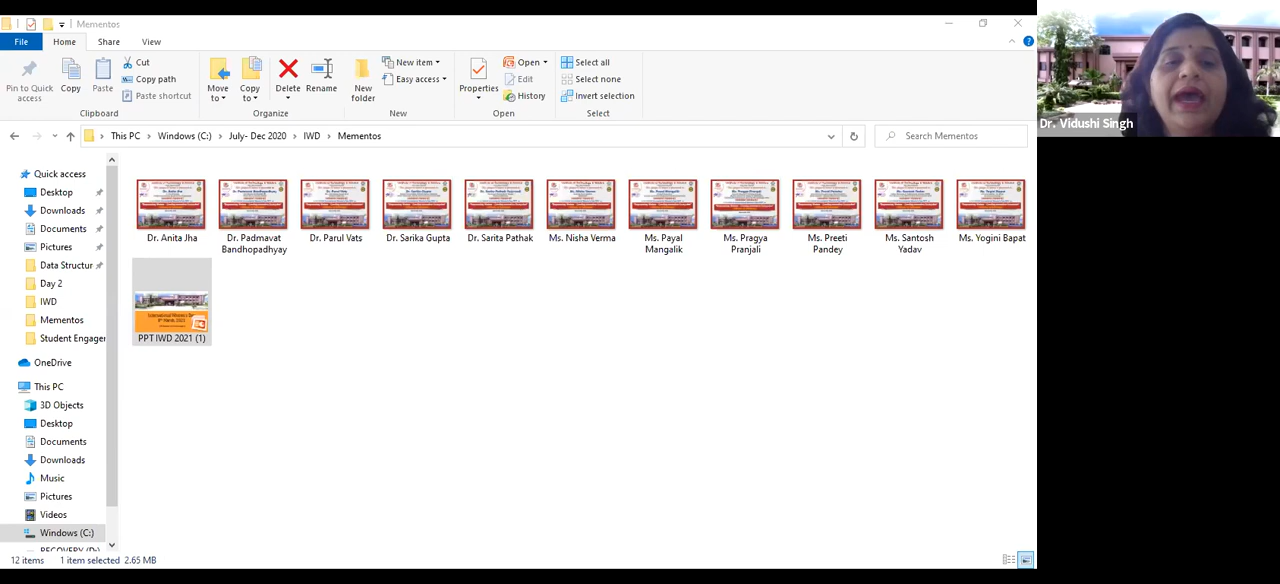 Mementos
File Home Share View
Pin to Quick access
Copy
Paste
Cut
Copy path
Paste shortcut
Clipboard
Move to
Copy to
Delete
Rename
Organize
New folder
New item
Easy access
New
Properties
Open
Edit
History
Open
Select all
Select none
Invert selection
Select
This PC > Windows (C:) > July- Dec 2020 > IWD > Mementos
Search Mementos
Quick access
Desktop
Downloads
Documents
Pictures
Data Structur
Day 2
IWD
Mementos
Student Engager
OneDrive
This PC
3D Objects
Desktop
Documents
Downloads
Music
Pictures
Videos
Windows (C:)
RECOVERY (D:)
Dr. Anita Jha
Dr. Padmavat
Bandhopadhyay
Dr. Parul Vats
Dr. Sarika Gupta
Dr. Sarita Pathak
Ms. Nisha Verma
Ms. Payal
Mangalik
Ms. Pragya
Pranjali
Ms. Preeti
Pandey
Ms. Santosh
Yadav
Ms. Yogini Bapat
PPT IWD 2021 (1)
12 items 1 item selected 2.65 MB
Dr. Vidushi Singh